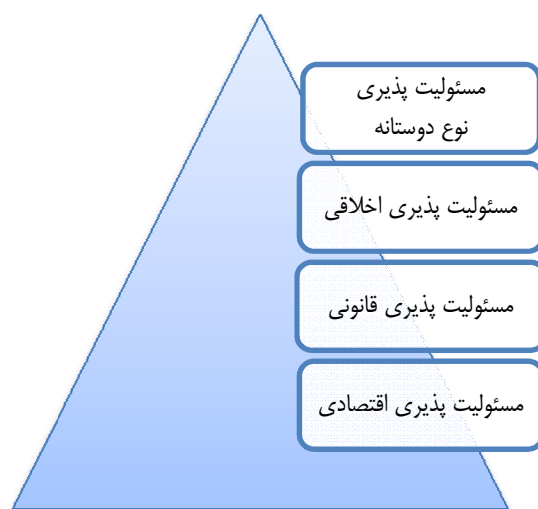 مسئولیت پذیری
نوع دوستانه
مسئولیت پذیری اخلاقی
مسئولیت پذیری قانونی
مسئولیت پذیری اقتصادی